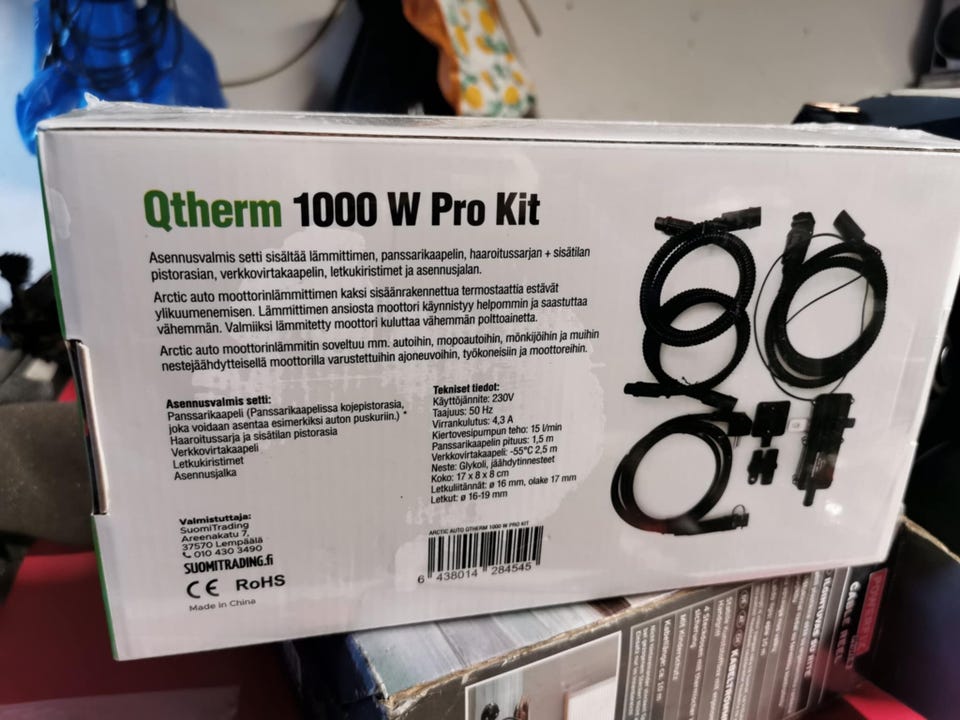 Qtherm 1000 W Pro Kit
Asennusvalmis setti sisältää lämmittimen, panssarikaapelin, haaroitussarjan + sisätilan
pistorasian, verkkovirtakaapelin, letkukiristimet ja asennusjalan.
Arctic auto moottorinlämmittimen kaksi sisäänrakennettua termostaattia estävät
ylikuumenemisen. Lämmittimen ansiosta moottori käynnistyy helpommin ja saastuttaa
vähemmän. Valmiiksi lämmitetty moottori kuluttaa vähemmän polttoainetta.
Arctic auto moottorinlämmitin soveltuu mm. autoihin, mopoautoihin, mönkijöihin ja muihin
nestejäähdytteisellä moottorilla varustettuihin ajoneuvoihin, työkoneisiin ja moottoreihin.
Asennusvalmis setti:
Panssarikaapeli (Panssarikaapelissa kojepistorasia,
joka voidaan asentaa esimerkiksi auton puskuriin.) *
Haaroitussarja ja sisätilan pistorasia
Verkkovirtakaapeli
Letkukiristimet
Asennusjalka
Tekniset tiedot:
Käyttöjännite: 230V
Taajuus: 50 Hz
Virrankulutus: 4,3 A
Kiertovesipumpun teho: 15 l/min
Panssarikaapelin pituus: 1,5 m
Verkkovirtakaapeli: -55°C 2,5 m
Neste: Glykoli, jäähdytinnesteet
Koko: 17 x 8 x 8 cm
Letkuliitännät: ø 16 mm, olake 17 mm
Letkut: ø 16-19 mm
Valmistuttaja:
SuomiTrading
Areenakatu 7,
37570 Lempäälä
010 430 3490
SUOMITRADING.fi
CE RoHS
Made in China
ARCTIC AUTO QTHERM 1000 W PRO KIT
6 438014 284545
CABLE REEL